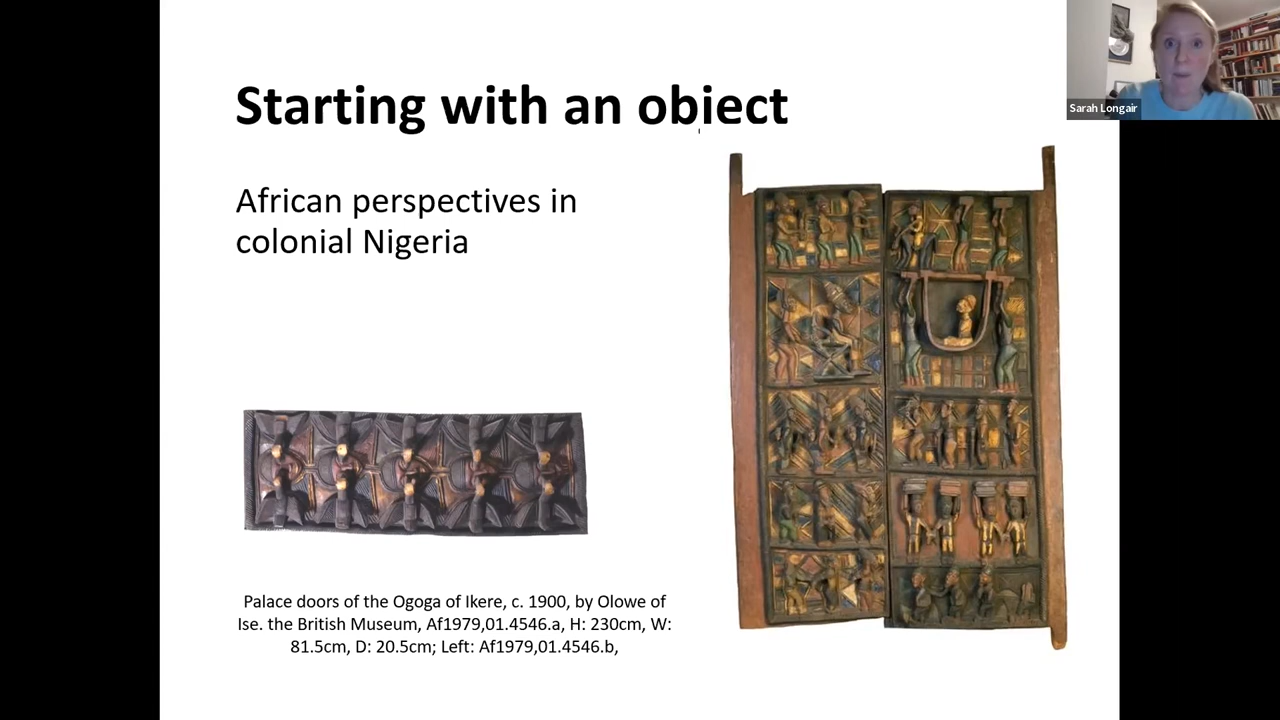 Sarah Longair
Starting with an object
African perspectives in
colonial Nigeria
Palace doors of the Ogoga of Ikere, c. 1900, by Olowe of
Ise. the British Museum, Af1979,01.4546.a, H: 230cm, W:
81.5cm, D: 20.5cm; Left: Af1979,01.4546.b,